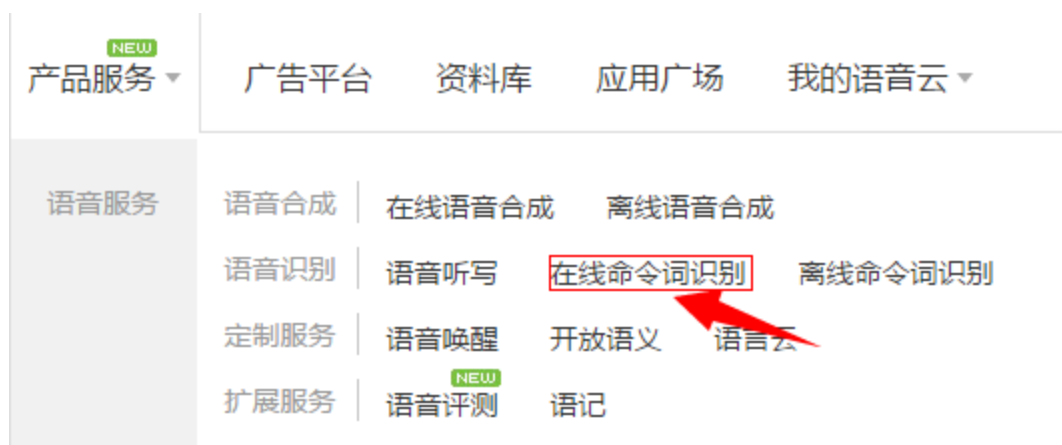 NEW
产品服务 广告平台 资料库 应用广场 我的语音云
语音服务 语音合成 在线语音合成 离线语音合成
语音识别 语音听写 在线命令词识别 离线命令词识别
定制服务 语音唤醒 开放语义 语言云
NEW
扩展服务 语音评测 语记